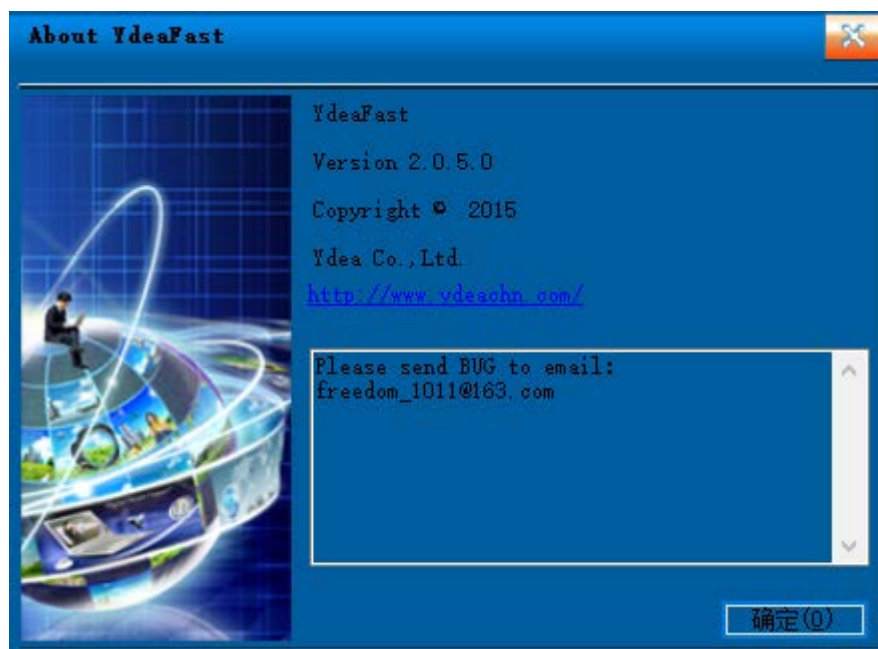 About YdeaFast
YdeaFast
Version 2.0.5.0
Copyright © 2015
Ydea Co.,Ltd.
http://www.ydeachn.com/
Please send BUG to email:
freedom_1011@163.com
确定(O)